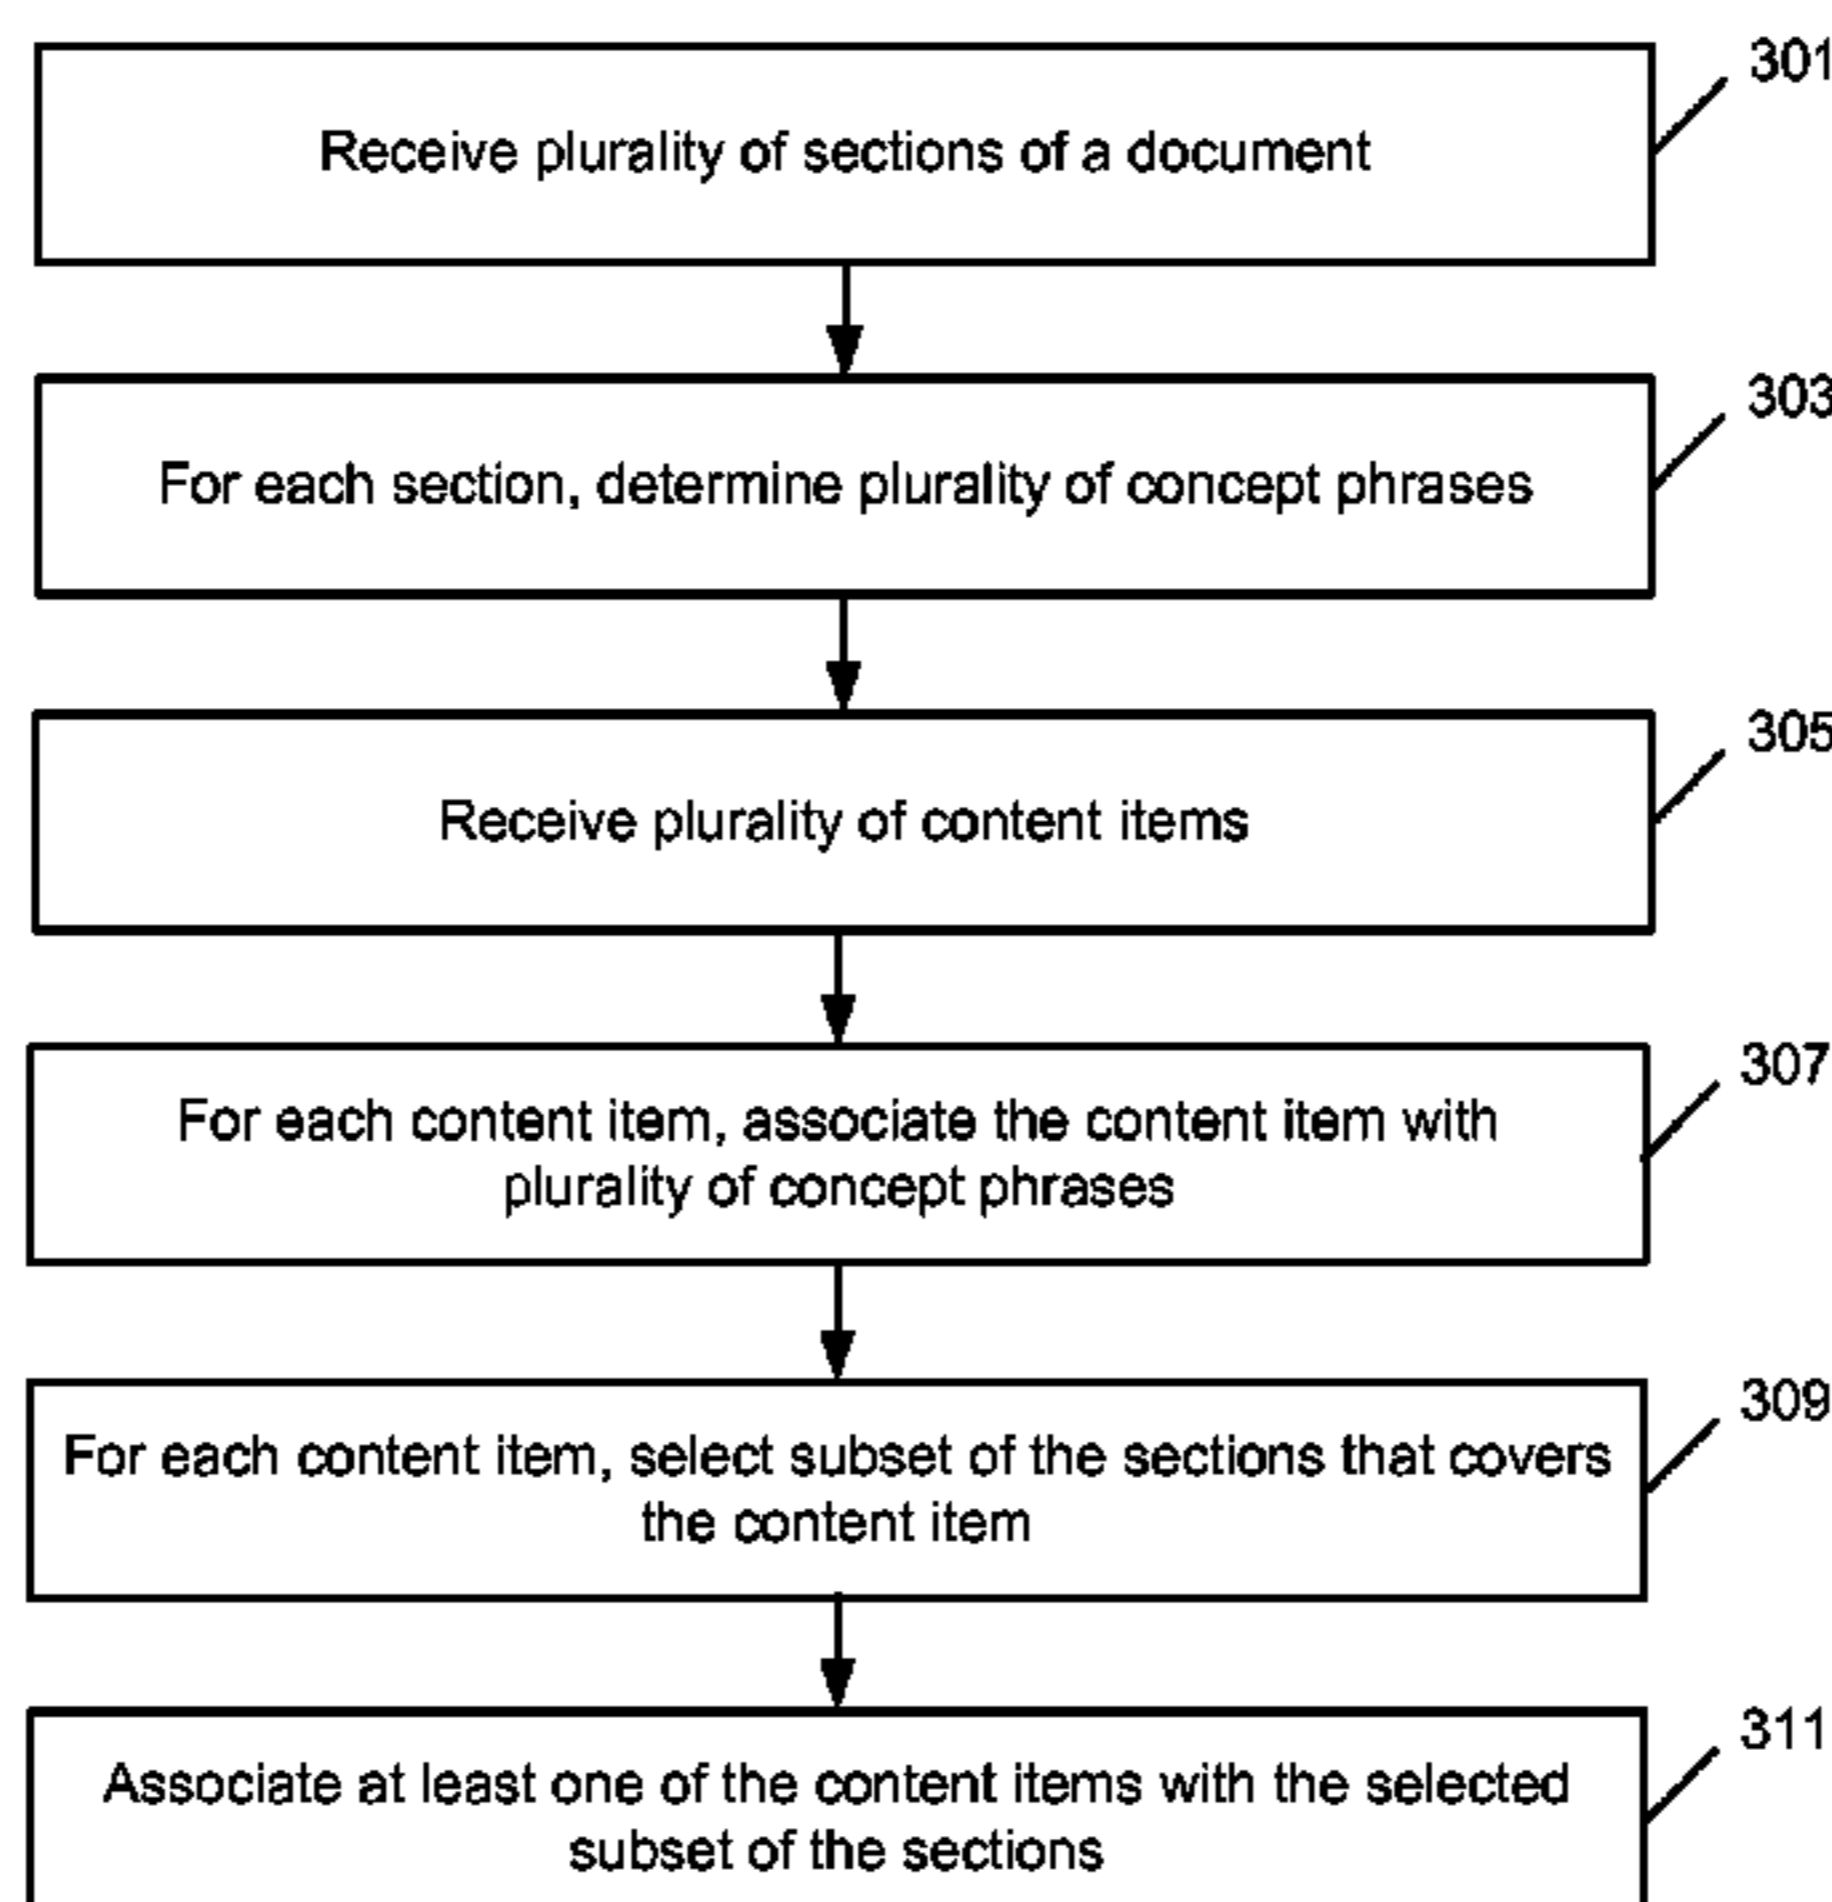 301
Receive plurality of sections of a document
303
For each section, determine plurality of concept phrases
305
Receive plurality of content items
307
For each content item, associate the content item with
plurality of concept phrases
309
For each content item, select subset of the sections that covers
the content item
311
Associate at least one of the content items with the selected
subset of the sections